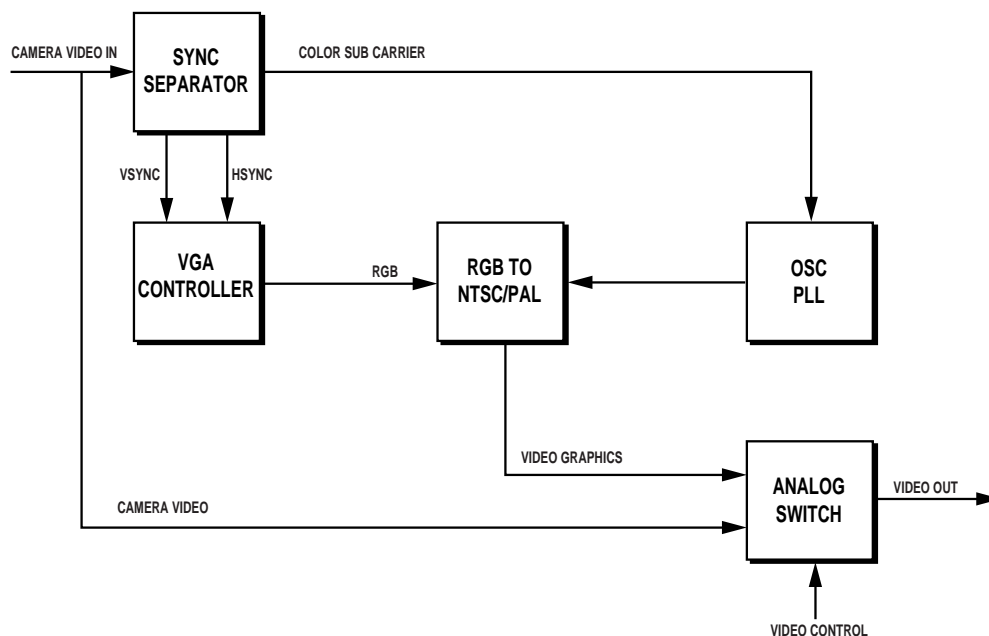 CAMERA VIDEO IN
SYNC
SEPARATOR
COLOR SUB CARRIER
VSYNC
HSYNC
VGA
CONTROLLER
RGB
RGB TO
NTSC/PAL
OSC
PLL
VIDEO GRAPHICS
CAMERA VIDEO
ANALOG
SWITCH
VIDEO OUT
VIDEO CONTROL